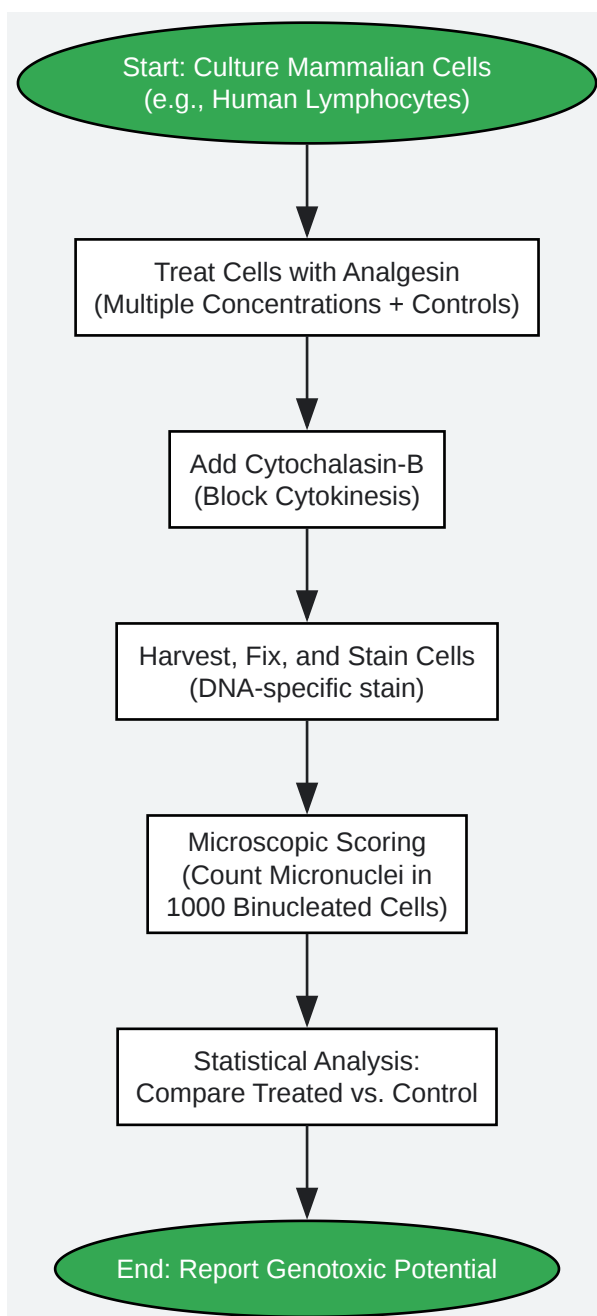 Start: Culture Mammalian Cells
(e.g., Human Lymphocytes)
Treat Cells with Analgesin
(Multiple Concentrations + Controls)
Add Cytochalasin-B
(Block Cytokinesis)
Harvest, Fix, and Stain Cells
(DNA-specific stain)
Microscopic Scoring
(Count Micronuclei in
1000 Binucleated Cells)
Statistical Analysis:
Compare Treated vs. Control
End: Report Genotoxic Potential